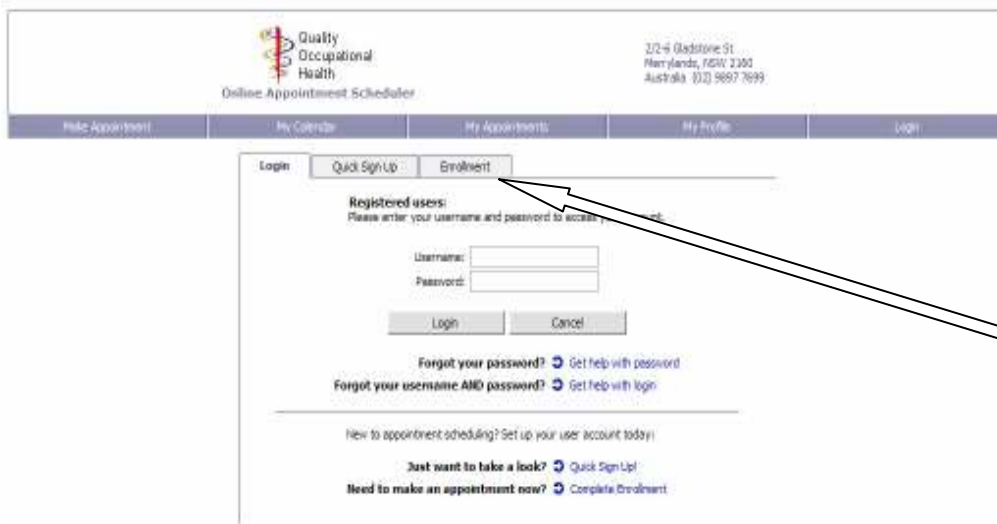 Quality
Occupational
Health
Online Appointment Scheduler
2/2-6 Gladstone St
Merrylands, NSW 2160
Australia (02) 9897 7699
Make Appointment My Calendar My Appointments My Profile Login
Login Quick Sign Up Enrollment
Registered users:
Please enter your username and password to access your account.
Username:
Password:
Login Cancel
Forgot your password? Get help with password
Forgot your username AND password? Get help with login
New to appointment scheduling? Set up your user account today!
Just want to take a look? Quick Sign Up!
Need to make an appointment now? Complete Enrollment